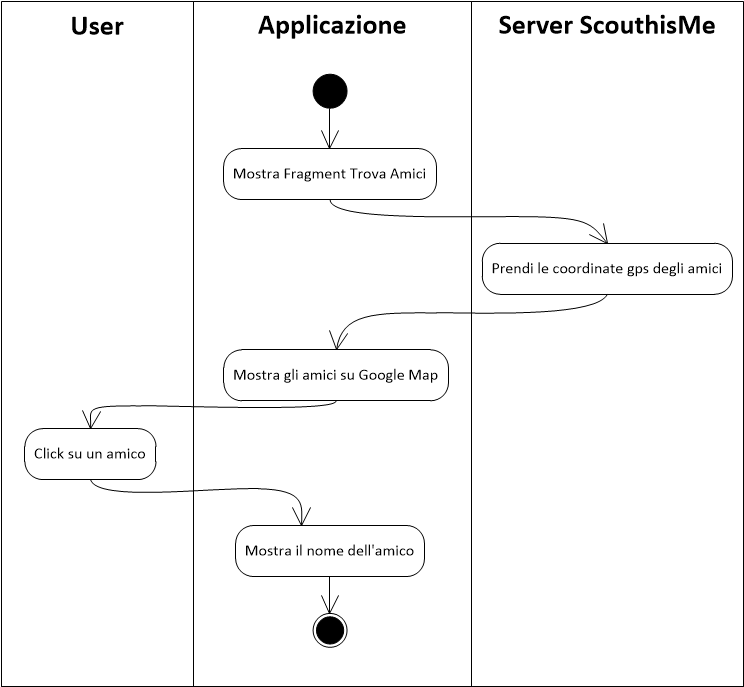 User
Applicazione
Server ScouthisMe
Mostra Fragment Trova Amici
Prendi le coordinate gps degli amici
Mostra gli amici su Google Map
Click su un amico
Mostra il nome dell'amico